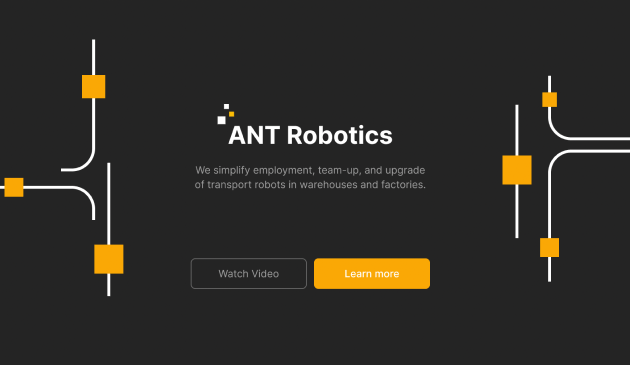 ANT Robotics
We simplify employment, team-up, and upgrade
of transport robots in warehouses and factories.
Watch Video
Learn more